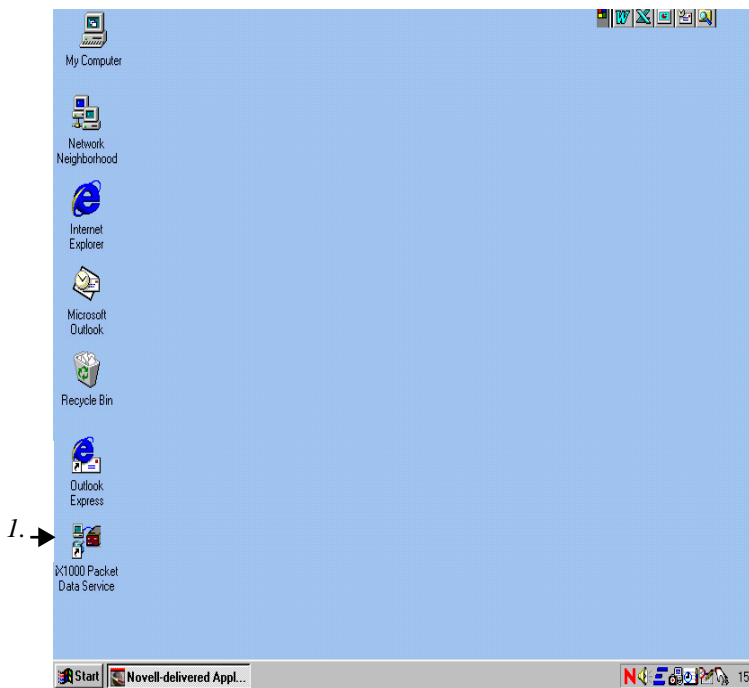 My Computer
Network
Neighborhood
Internet
Explorer
Microsoft
Outlook
Recycle Bin
Outlook
Express
1.
iX1000 Packet
Data Service
Start
Novell-delivered Appl...
N
15